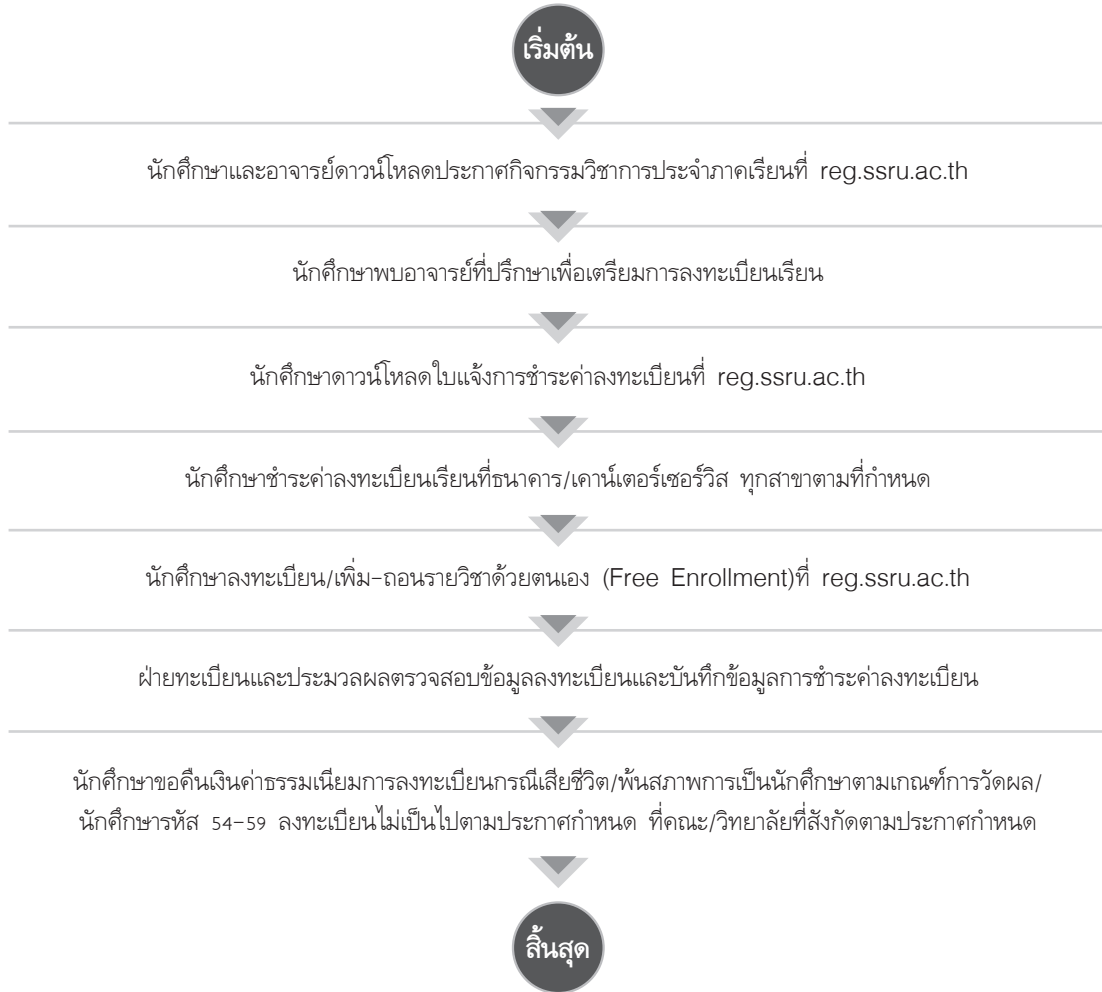 เริ่มต้น
นักศึกษาและอาจารย์ดาวน์โหลดประกาศกิจกรรมวิชาการประจำภาคเรียนที่ reg.ssru.ac.th
นักศึกษาพบอาจารย์ที่ปรึกษาเพื่อเตรียมการลงทะเบียนเรียน
นักศึกษาดาวน์โหลดใบแจ้งการชำระค่าลงทะเบียนที่ reg.ssru.ac.th
นักศึกษาชำระค่าลงทะเบียนเรียนที่ธนาคาร/เคาน์เตอร์เซอร์วิส ทุกสาขาตามที่กำหนด
นักศึกษาลงทะเบียน/เพิ่ม-ถอนรายวิชาด้วยตนเอง (Free Enrollment)ที่ reg.ssru.ac.th
ฝ่ายทะเบียนและประมวลผลตรวจสอบข้อมูลลงทะเบียนและบันทึกข้อมูลการชำระค่าลงทะเบียน
นักศึกษาขอคืนเงินค่าธรรมเนียมการลงทะเบียนกรณีเสียชีวิต/พ้นสภาพการเป็นนักศึกษาตามเกณฑ์การวัดผล/
นักศึกษารหัส 54-59 ลงทะเบียนไม่เป็นไปตามประกาศกำหนด ที่คณะ/วิทยาลัยที่สังกัดตามประกาศกำหนด
สิ้นสุด